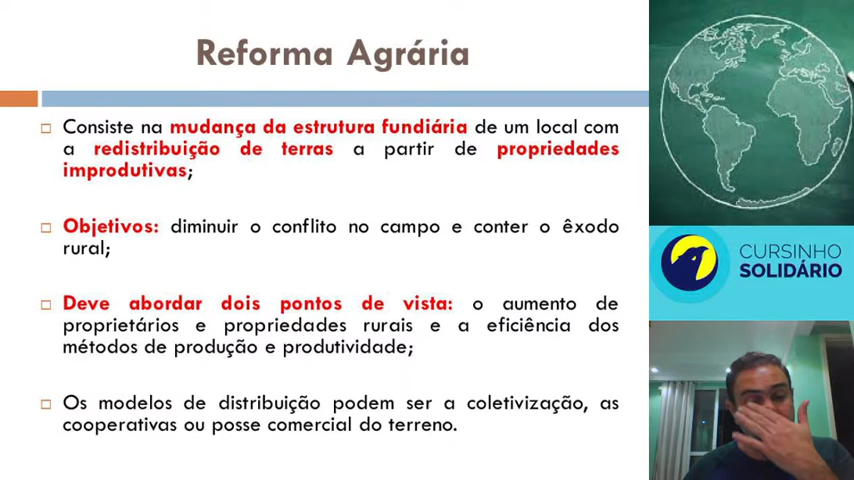 Reforma Agrária
Consiste na mudança da estrutura fundiária de um local com
a redistribuição de terras a partir de propriedades
improdutivas;
Objetivos: diminuir o conflito no campo e conter o êxodo
rural;
Deve abordar dois pontos de vista: o aumento de
proprietários e propriedades rurais e a eficiência dos
métodos de produção e produtividade;
Os modelos de distribuição podem ser a coletivização, as
cooperativas ou posse comercial do terreno.
CURSINHO
SOLIDÁRIO